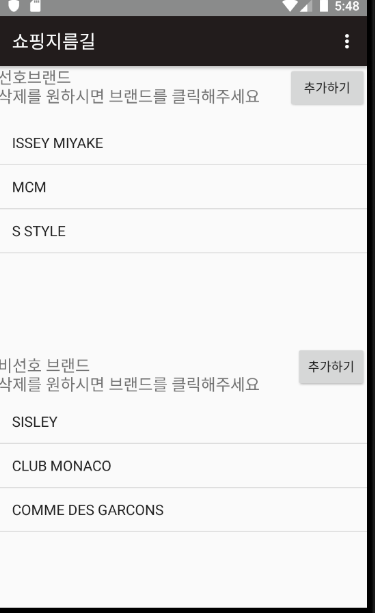 5:48
쇼핑지름길
선호브랜드
삭제를 원하시면 브랜드를 클릭해주세요
추가하기
ISSEY MIYAKE
MCM
S STYLE
비선호 브랜드
삭제를 원하시면 브랜드를 클릭해주세요
추가하기
SISLEY
CLUB MONACO
COMME DES GARCONS